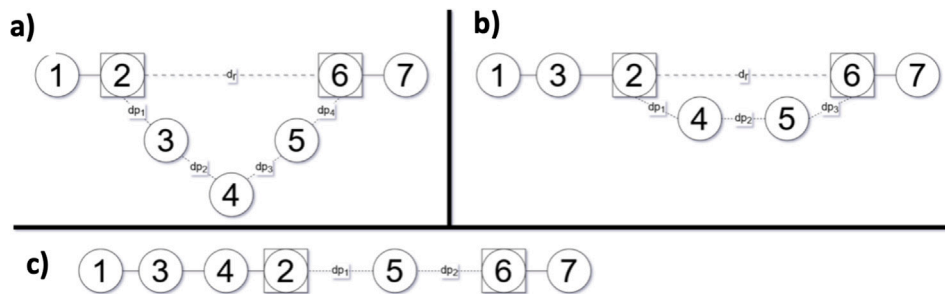 a)
1 2 dr 6 7
dp1 dp4
3 5
dp2 dp3
4
b)
1 3 2 dr 6 7
dp1 dp2 dp3
4 5
c)
1 3 4 2 dp1 5 dp2 6 7